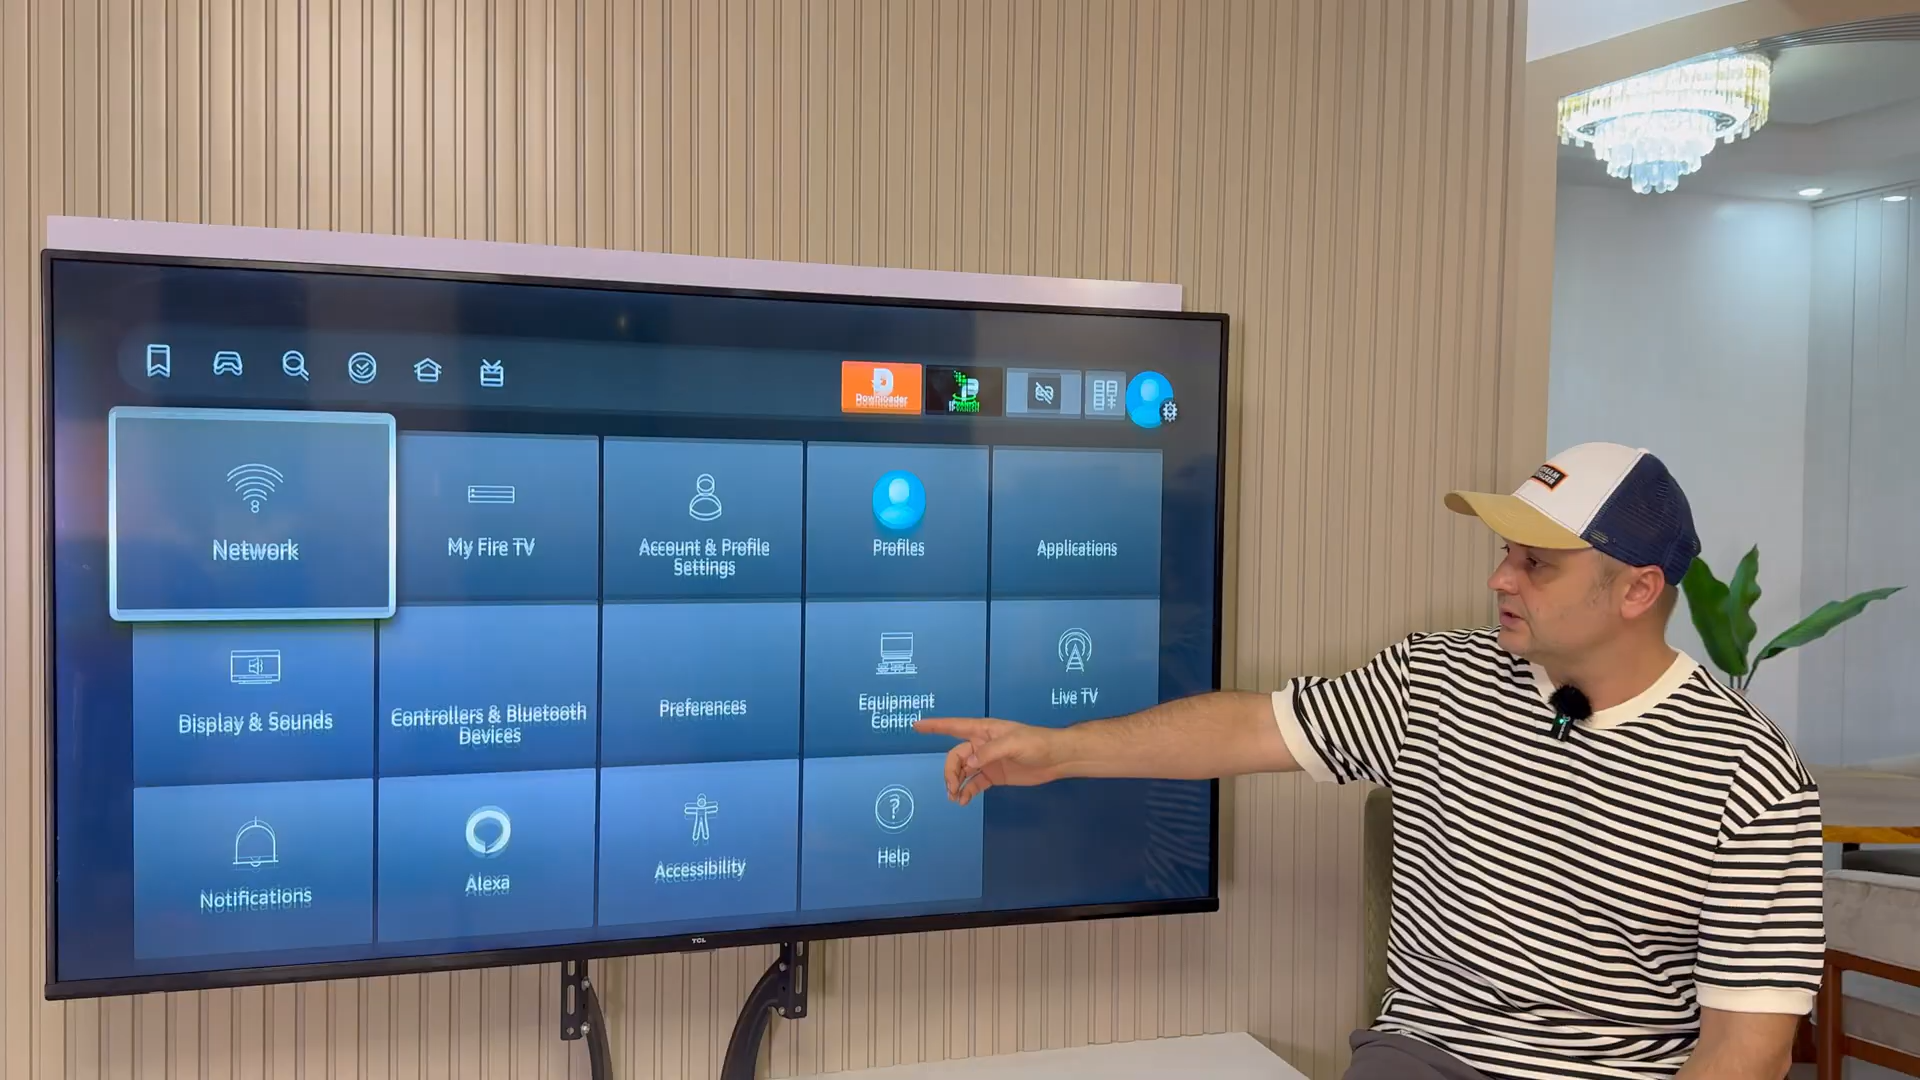 Downloader
IPVANISH
Network
My Fire TV
Account & Profile
Settings
Profiles
Applications
Display & Sounds
Controllers & Bluetooth
Devices
Preferences
Equipment
Control
Live TV
Notifications
Alexa
Accessibility
Help
TCL